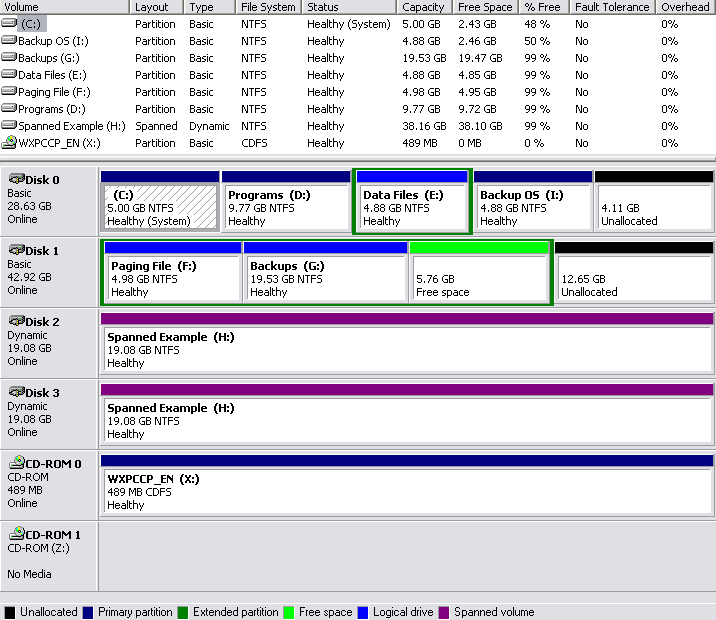 Volume Layout Type File System Status Capacity Free Space % Free Fault Tolerance Overhead
(C:) Partition Basic NTFS Healthy (System) 5.00 GB 2.43 GB 48 % No 0%
Backup OS (I:) Partition Basic NTFS Healthy 4.88 GB 2.46 GB 50 % No 0%
Backups (G:) Partition Basic NTFS Healthy 19.53 GB 19.47 GB 99 % No 0%
Data Files (E:) Partition Basic NTFS Healthy 4.88 GB 4.85 GB 99 % No 0%
Paging File (F:) Partition Basic NTFS Healthy 4.98 GB 4.95 GB 99 % No 0%
Programs (D:) Partition Basic NTFS Healthy 9.77 GB 9.72 GB 99 % No 0%
Spanned Example (H:) Spanned Dynamic NTFS Healthy 38.16 GB 38.10 GB 99 % No 0%
WXPCCP_EN (X:) Partition Basic CDFS Healthy 489 MB 0 MB 0 % No 0%
Disk 0
Basic
28.63 GB
Online
(C:)
5.00 GB NTFS
Healthy (System)
Programs (D:)
9.77 GB NTFS
Healthy
Data Files (E:)
4.88 GB NTFS
Healthy
Backup OS (I:)
4.88 GB NTFS
Healthy
4.11 GB
Unallocated
Disk 1
Basic
42.92 GB
Online
Paging File (F:)
4.98 GB NTFS
Healthy
Backups (G:)
19.53 GB NTFS
Healthy
5.76 GB
Free space
12.65 GB
Unallocated
Disk 2
Dynamic
19.08 GB
Online
Spanned Example (H:)
19.08 GB NTFS
Healthy
Disk 3
Dynamic
19.08 GB
Online
Spanned Example (H:)
19.08 GB NTFS
Healthy
CD-ROM 0
CD-ROM
489 MB
Online
WXPCCP_EN (X:)
489 MB CDFS
Healthy
CD-ROM 1
CD-ROM (Z:)
No Media
Unallocated Primary partition Extended partition Free space Logical drive Spanned volume